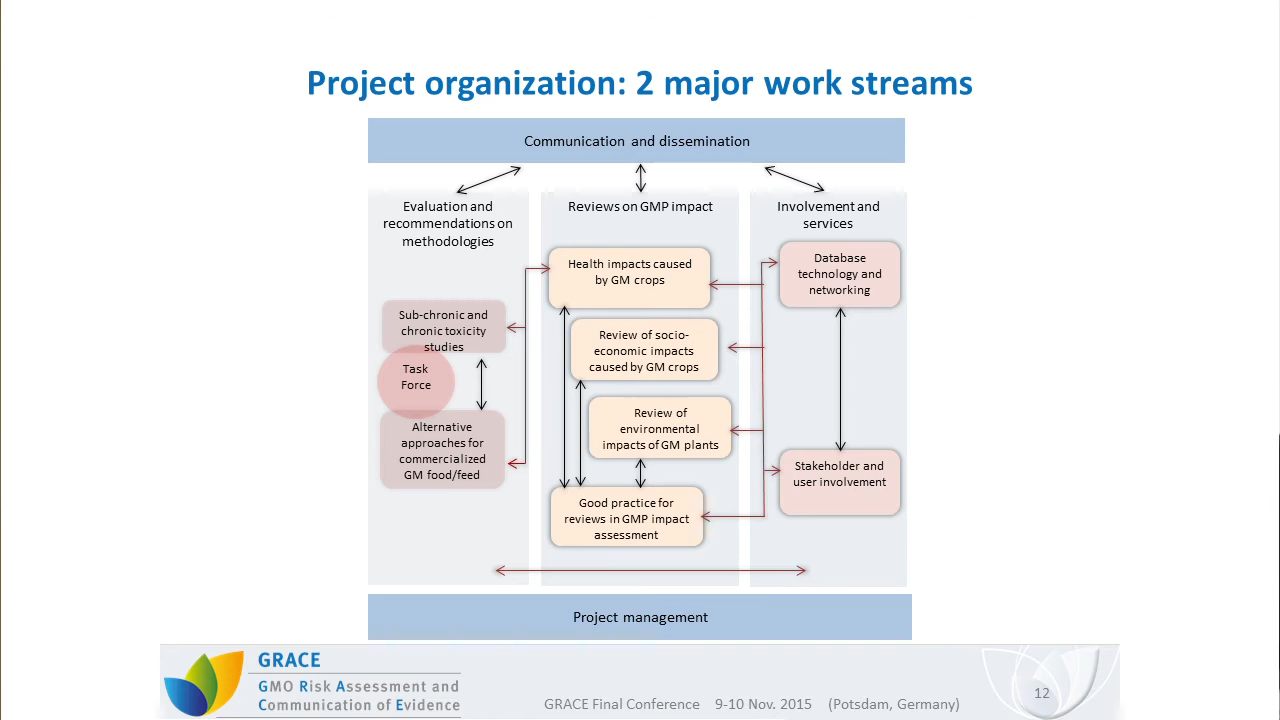 Project organization: 2 major work streams
Communication and dissemination
Evaluation and
recommendations on
methodologies
Sub-chronic and
chronic toxicity
studies
Task
Force
Alternative
approaches for
commercialized
GM food/feed
Reviews on GMP impact
Health impacts caused
by GM crops
Review of socio-
economic impacts
caused by GM crops
Review of
environmental
impacts of GM plants
Good practice for
reviews in GMP impact
assessment
Involvement and
services
Database
technology and
networking
Stakeholder and
user involvement
Project management
GRACE
GMO Risk Assessment and
Communication of Evidence
GRACE Final Conference 9-10 Nov. 2015 (Potsdam, Germany)
12